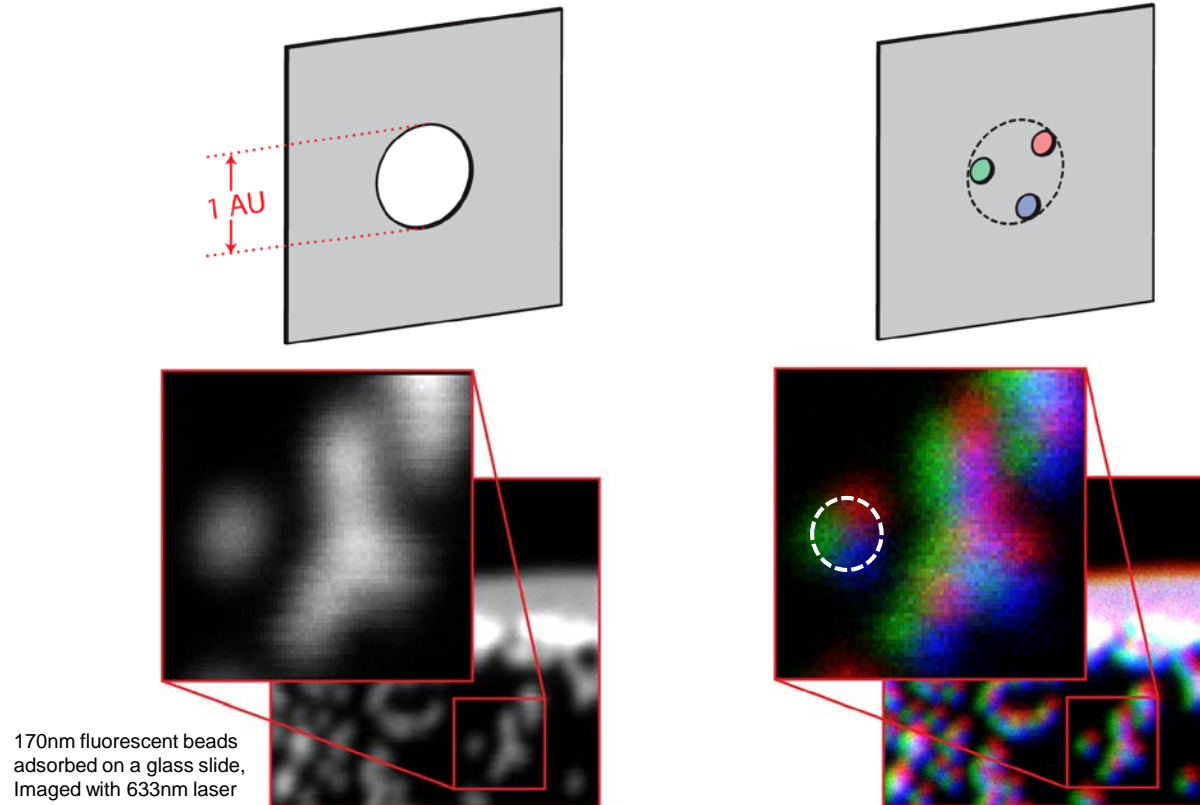 1 AU
170nm fluorescent beads
adsorbed on a glass slide,
Imaged with 633nm laser